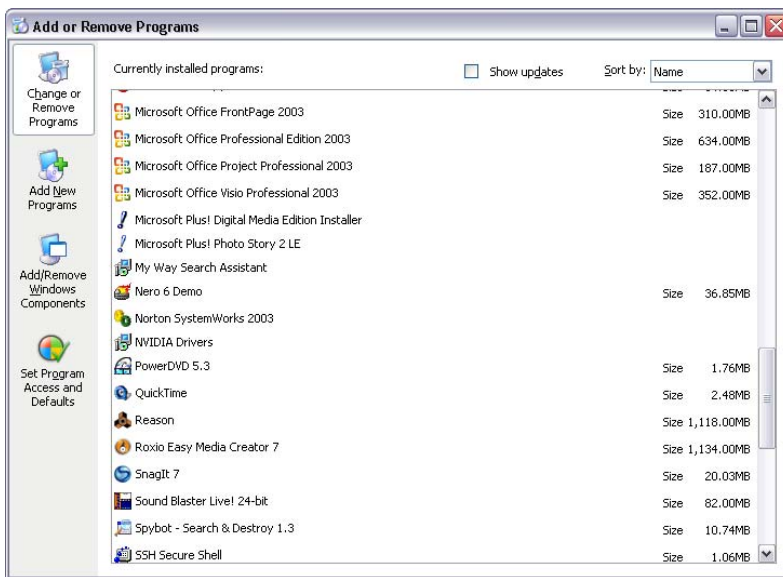 Add or Remove Programs
Change or
Remove
Programs
Add New
Programs
Add/Remove
Windows
Components
Set Program
Access and
Defaults
Currently installed programs:
Show updates
Sort by: Name
Microsoft Office FrontPage 2003 Size 310.00MB
Microsoft Office Professional Edition 2003 Size 634.00MB
Microsoft Office Project Professional 2003 Size 187.00MB
Microsoft Office Visio Professional 2003 Size 352.00MB
Microsoft Plus! Digital Media Edition Installer
Microsoft Plus! Photo Story 2 LE
My Way Search Assistant
Nero 6 Demo Size 36.85MB
Norton SystemWorks 2003
NVIDIA Drivers
PowerDVD 5.3 Size 1.76MB
QuickTime Size 2.48MB
Reason Size 1,118.00MB
Roxio Easy Media Creator 7 Size 1,134.00MB
SnagIt 7 Size 20.03MB
Sound Blaster Live! 24-bit Size 82.00MB
Spybot - Search & Destroy 1.3 Size 10.74MB
SSH Secure Shell Size 1.06MB